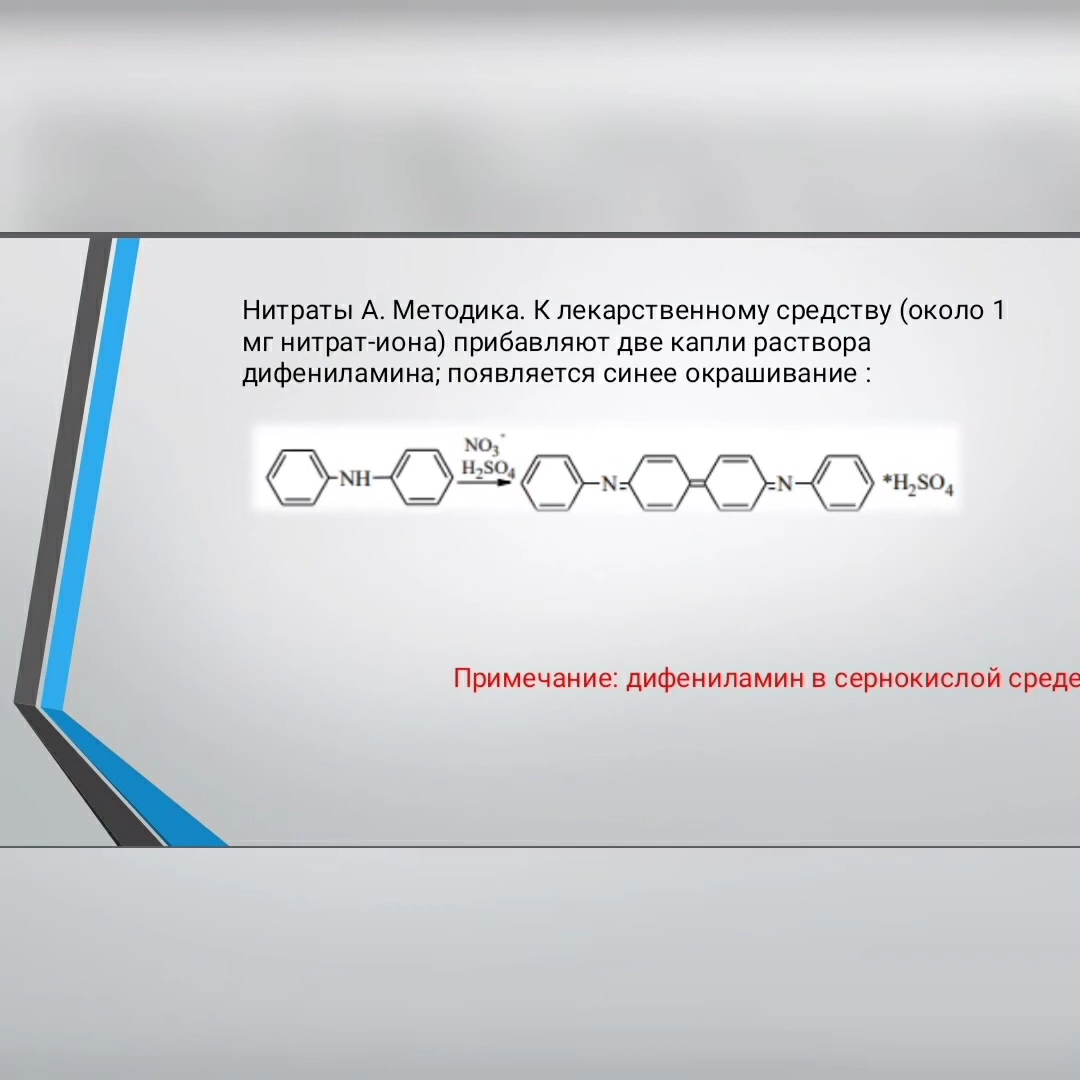 Нитраты А. Методика. К лекарственному средству (около 1
мг нитрат-иона) прибавляют две капли раствора
дифениламина; появляется синее окрашивание :
NO₃⁻
H₂SO₄
NH
N=
=N
*H₂SO₄
Примечание: дифениламин в сернокислой среде